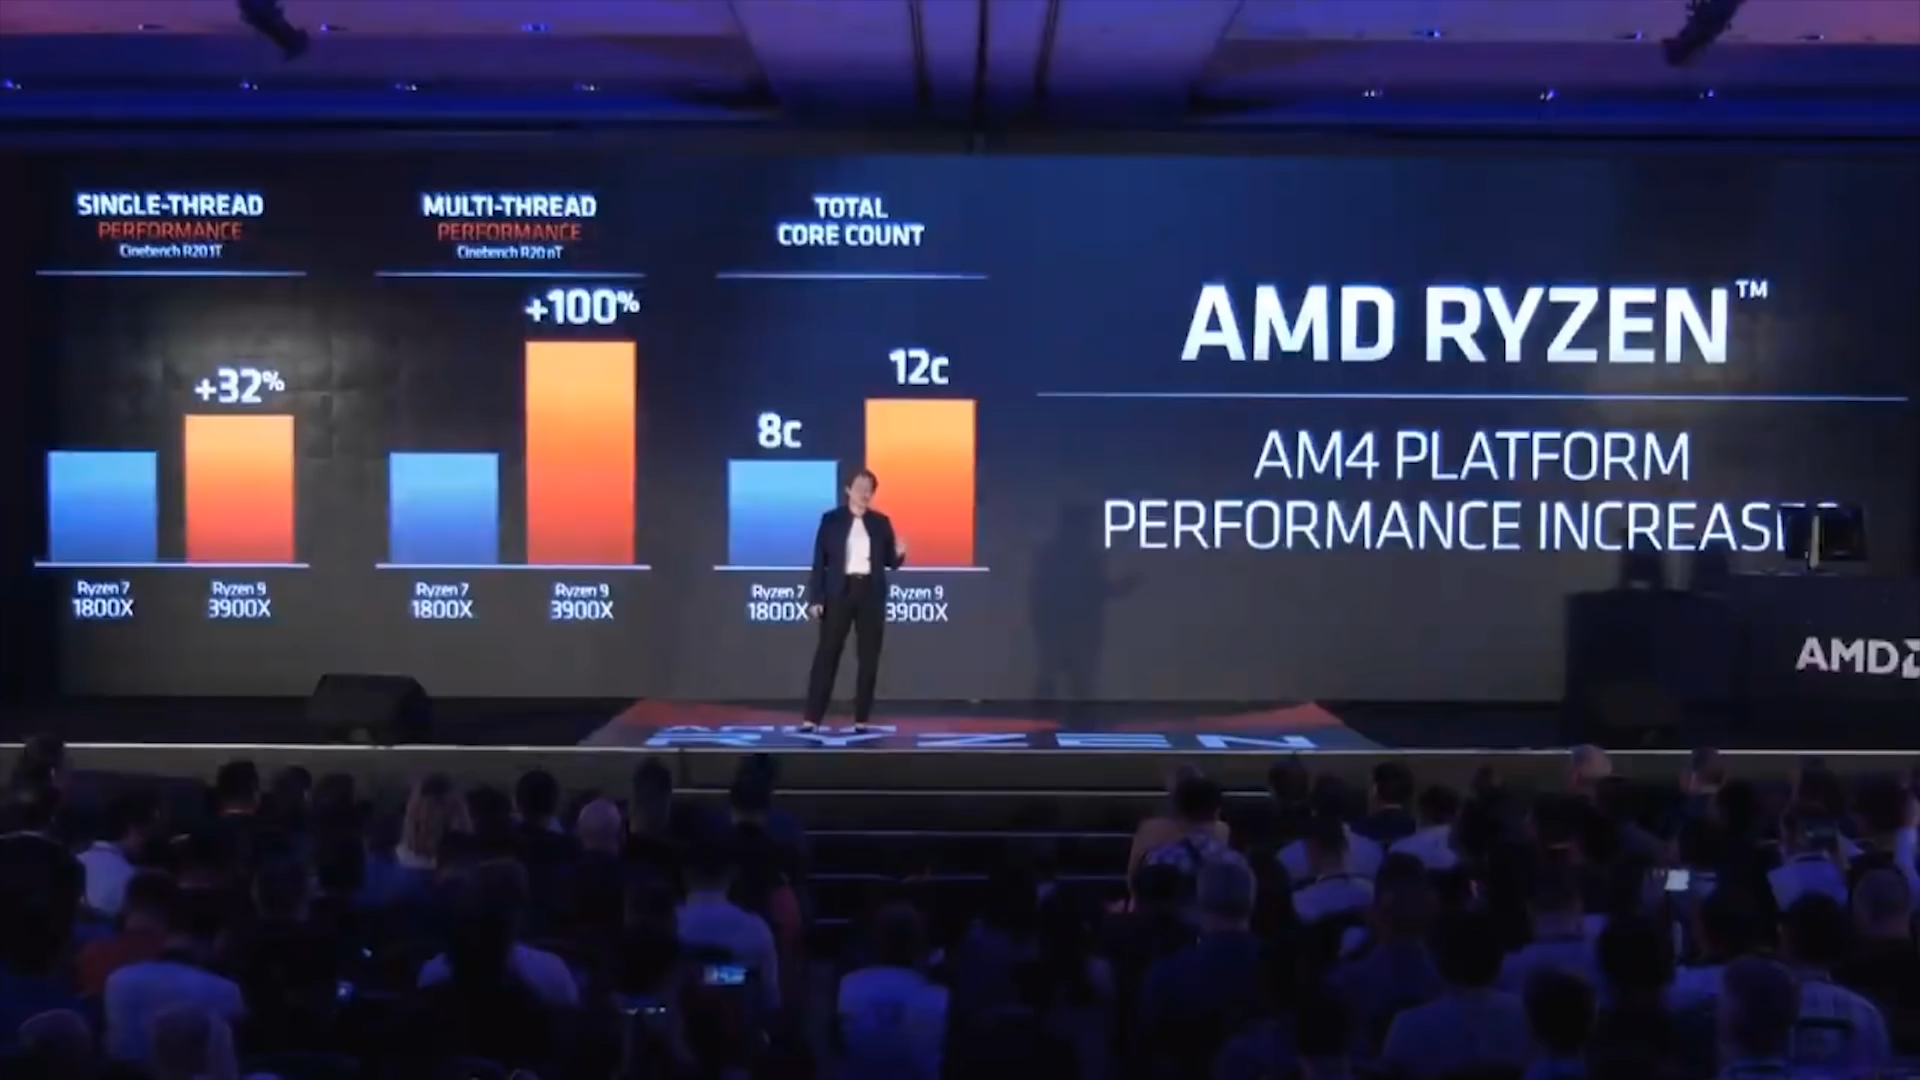 SINGLE-THREAD
PERFORMANCE
Cinebench R20 1T
+32%
Ryzen 7
1800X
Ryzen 9
3900X
MULTI-THREAD
PERFORMANCE
Cinebench R20 nT
+100%
Ryzen 7
1800X
Ryzen 9
3900X
TOTAL
CORE COUNT
8c
12c
Ryzen 7
1800X
Ryzen 9
3900X
AMD RYZEN™
AM4 PLATFORM
PERFORMANCE INCREASES
AMD
RYZEN